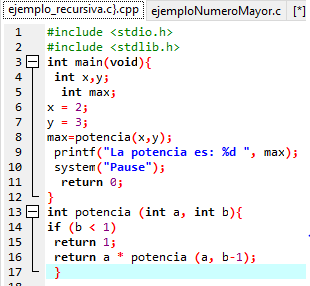 ejemplo_recursiva.c}.cpp ejemploNumeroMayor.c [*]
1 #include <stdio.h>
2 #include <stdlib.h>
3 int main(void){
4 int x,y;
5 int max;
6 x = 2;
7 y = 3;
8 max=potencia(x,y);
9 printf("La potencia es: %d ", max);
10 system("Pause");
11 return 0;
12 }
13 int potencia (int a, int b){
14 if (b < 1)
15 return 1;
16 return a * potencia (a, b-1);
17 }